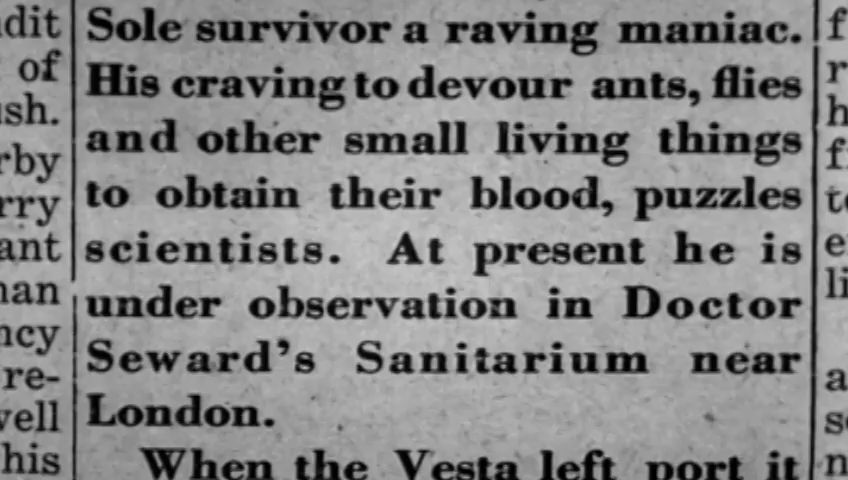 Sole survivor a raving maniac.
His craving to devour ants, flies
and other small living things
to obtain their blood, puzzles
scientists. At present he is
under observation in Doctor
Seward's Sanitarium near
London.
When the Vesta left port it